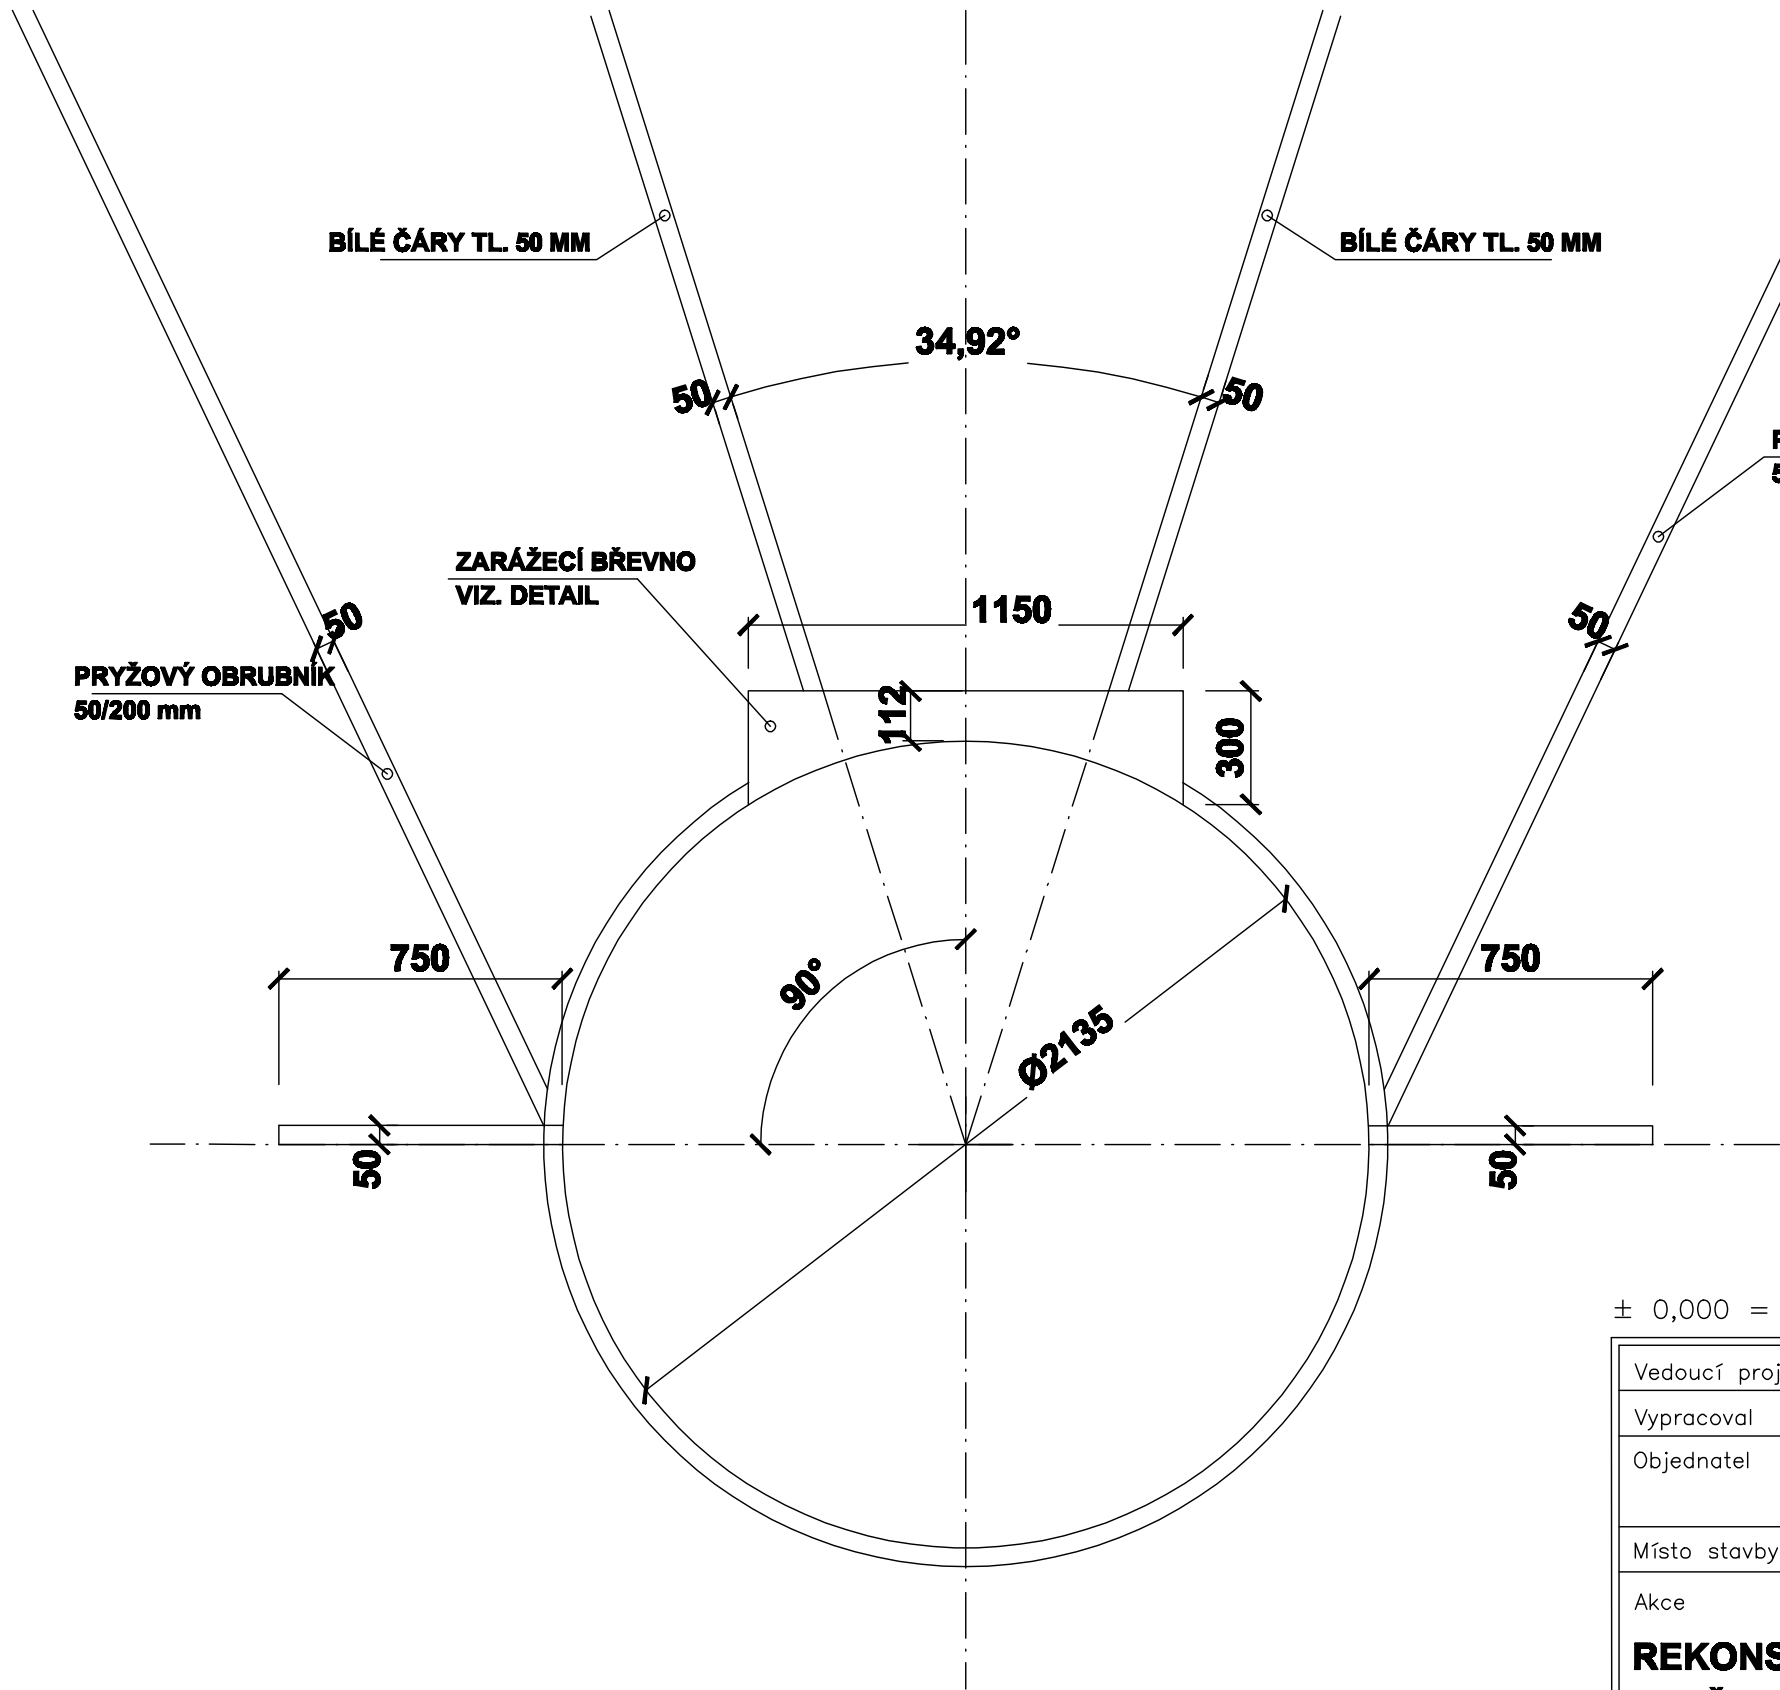 BÍLÉ ČÁRY TL. 50 MM
BÍLÉ ČÁRY TL. 50 MM
34,92°
50
50
ZARÁŽECÍ BŘEVNO
VIZ. DETAIL
1150
50
50
PRYŽOVÝ OBRUBNÍK
50/200 mm
112
300
750
90°
750
Ø2135
50
50
± 0,000 =
Vedoucí
Vypracoval
Objednatel
Místo stavby
Akce